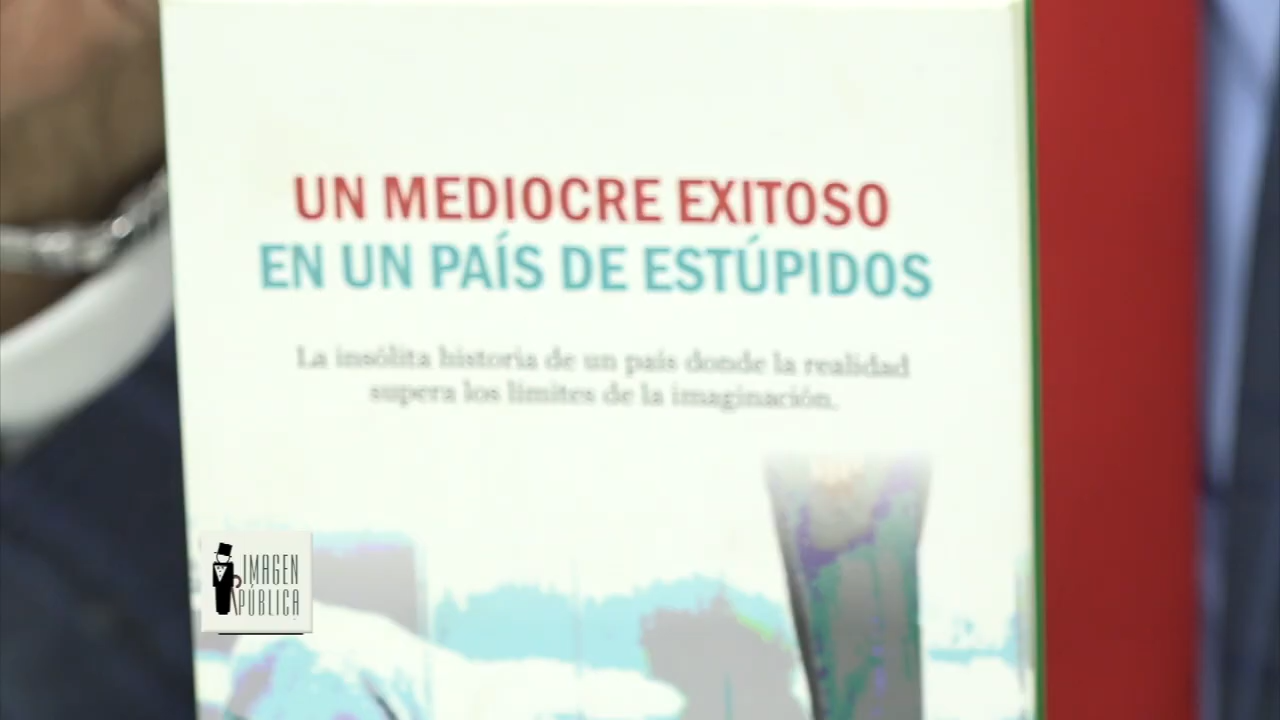 UN MEDIOCRE EXITOSO
EN UN PAÍS DE ESTÚPIDOS
La insólita historia de un país donde la realidad
supera los límites de la imaginación.
IMAGEN
PÚBLICA